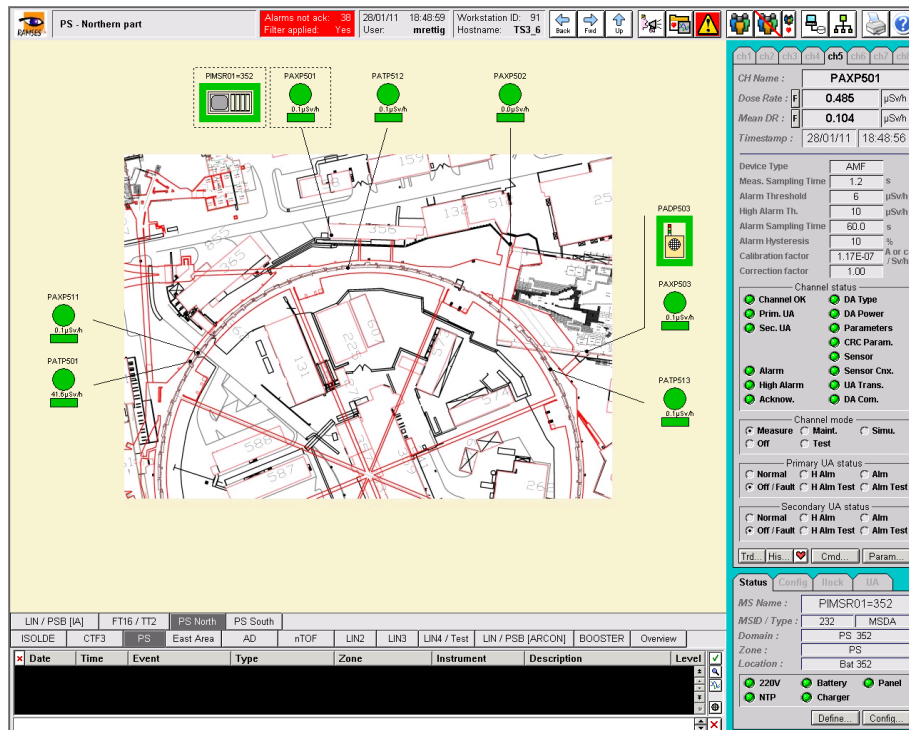 RAMSES
PS - Northern part
Alarms not ack: 38
Filter applied: Yes
28/01/11 18:48:59
User: mrettig
Workstation ID: 91
Hostname: TS3_6
Back
Fwd
Up
PIMSR01=352
PAXP501
0.1µSv/h
PATP512
0.1µSv/h
PAXP502
0.0µSv/h
PADP503
PAXP503
0.1µSv/h
PATP513
0.1µSv/h
PAXP511
0.1µSv/h
PATP501
41.6µSv/h
58
159
865
365
356
131
587
ch1 ch2 ch3 ch4 ch5 ch6 ch7
CH Name : PAXP501
Dose Rate : F 0.485 µSv/h
Mean DR : F 0.104 µSv/h
Timestamp : 28/01/11 18:48:56
Device Type AMF
Meas. Sampling Time 1.2 s
Alarm Threshold 6 µSv/h
High Alarm Th. 10 µSv/h
Alarm Sampling Time 60.0 s
Alarm Hysteresis 10 %
Calibration factor 1.17E-07 A or c / Sv/h
Correction factor 1.00
Channel status
Channel OK DA Type
Prim. UA DA Power
Sec. UA Parameters
CRC Param.
Sensor
Alarm Sensor Cnx.
High Alarm UA Trans.
Acknow. DA Com.
Channel mode
Measure Maint. Simu.
Off Test
Primary UA status
Normal H Alm Alm
Off / Fault H Alm Test Alm Test
Secondary UA status
Normal H Alm Alm
Off / Fault H Alm Test Alm Test
Trd... His... Cmd... Param...
Status Config Ilock UA
MS Name : PIMSR01=352
MSID / Type : 232 MSDA
Domain : PS 352
Zone : PS
Location : Bat 352
220V Battery Panel
NTP Charger
Define... Config...
LIN / PSB [IA] FT16 / TT2 PS North PS South
ISOLDE CTF3 PS East Area AD nTOF LIN2 LIN3 LIN4 / Test LIN / PSB [ARCON] BOOSTER Overview
Date Time Event Type Zone Instrument Description Level